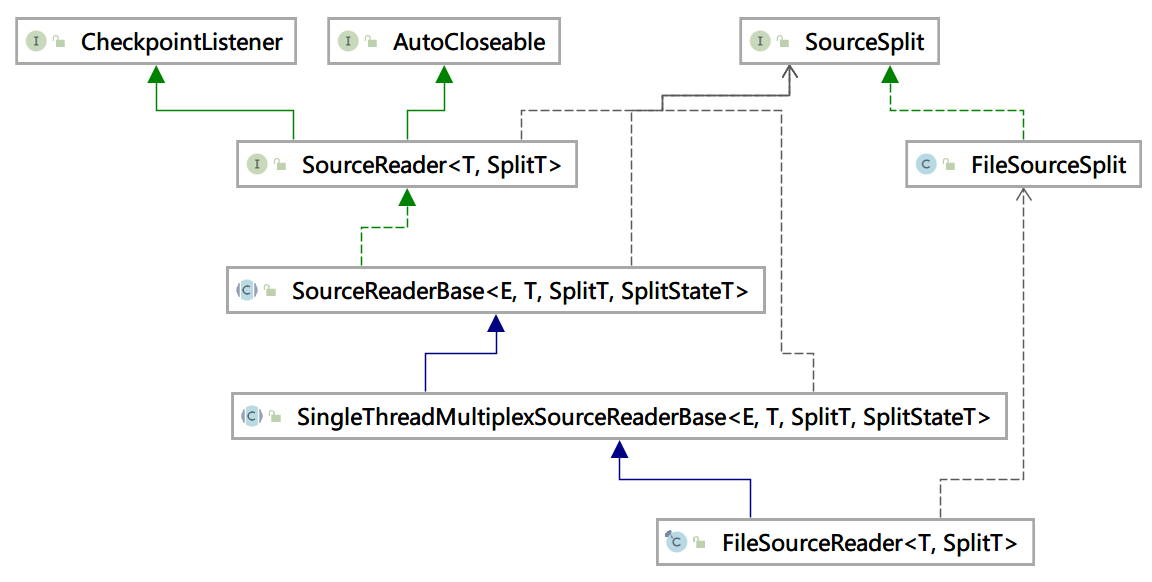 I CheckpointListener
I AutoCloseable
I SourceSplit
I SourceReader<T, SplitT>
C FileSourceSplit
C SourceReaderBase<E, T, SplitT, SplitStateT>
C SingleThreadMultiplexSourceReaderBase<E, T, SplitT, SplitStateT>
C FileSourceReader<T, SplitT>